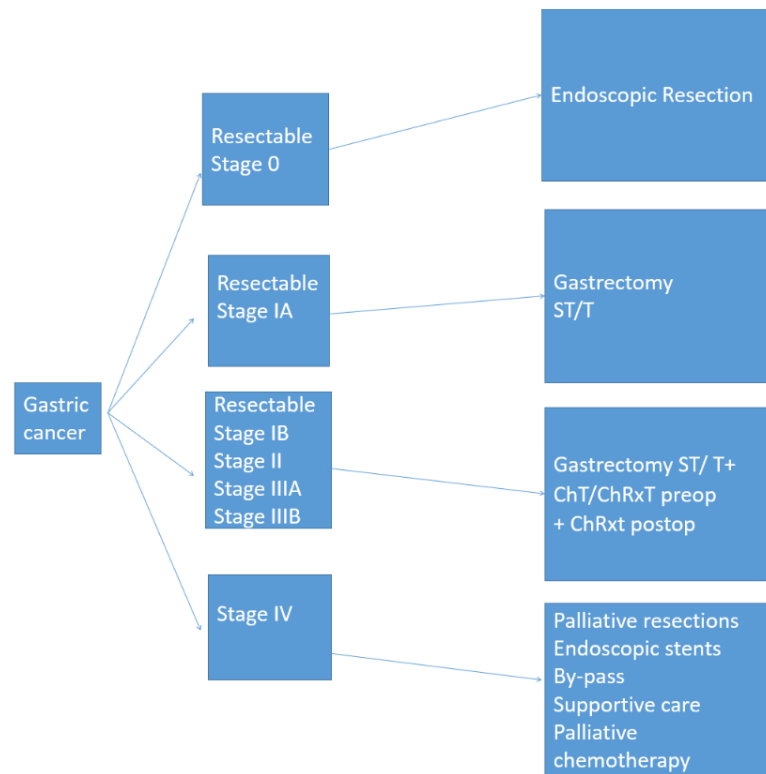 Gastric
cancer
Resectable
Stage 0
Endoscopic Resection
Resectable
Stage IA
Gastrectomy
ST/T
Resectable
Stage IB
Stage II
Stage IIIA
Stage IIIB
Gastrectomy ST/ T+
ChT/ChRxT preop
+ ChRxt postop
Stage IV
Palliative resections
Endoscopic stents
By-pass
Supportive care
Palliative
chemotherapy